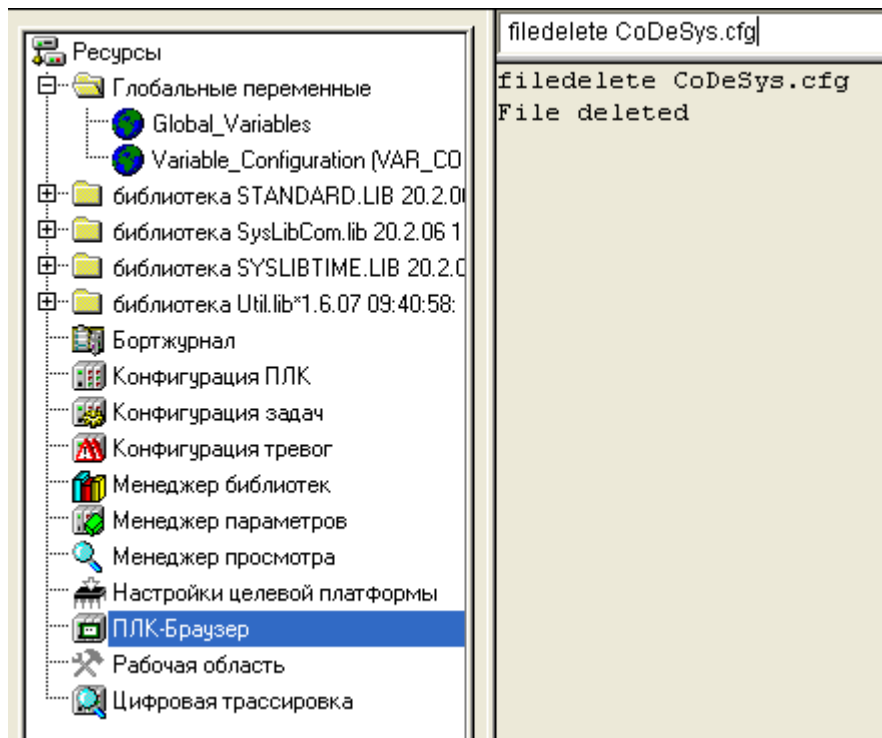 Ресурсы
Глобальные переменные
Global_Variables
Variable_Configuration (VAR_CO
библиотека STANDARD.LIB 20.2.0
библиотека SysLibCom.lib 20.2.06 1
библиотека SYSLIBTIME.LIB 20.2.0
библиотека Util.lib*1.6.07 09:40:58:
Бортжурнал
Конфигурация ПЛК
Конфигурация задач
Конфигурация тревог
Менеджер библиотек
Менеджер параметров
Менеджер просмотра
Настройки целевой платформы
ПЛК-Браузер
Рабочая область
Цифровая трассировка
filedelete CoDeSys.cfg
filedelete CoDeSys.cfg
File deleted